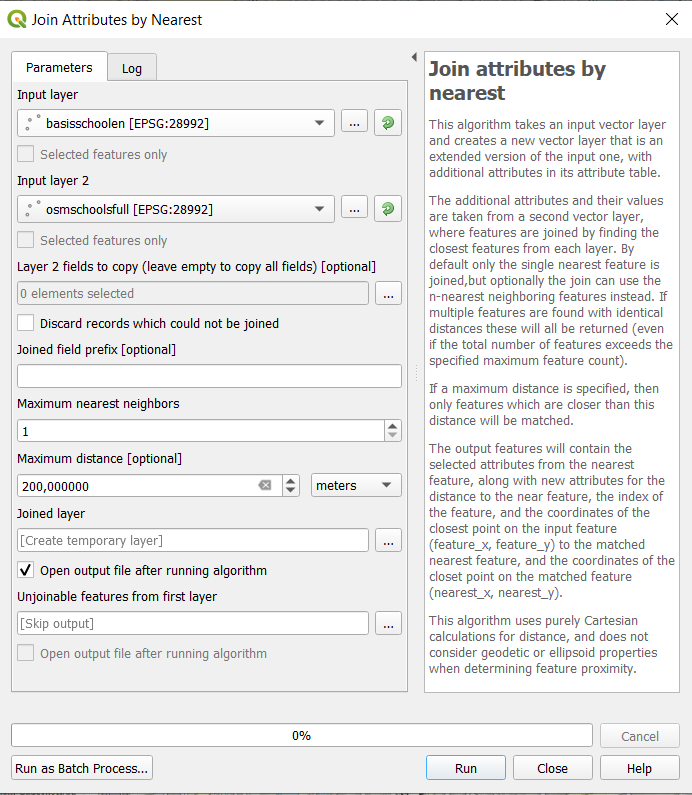 Join Attributes by Nearest
Parameters
Log
Input layer
basisschoolen [EPSG:28992]
...
Selected features only
Input layer 2
osmschoolsfull [EPSG:28992]
...
Selected features only
Layer 2 fields to copy (leave empty to copy all fields) [optional]
0 elements selected
...
Discard records which could not be joined
Joined field prefix [optional]
Maximum nearest neighbors
1
Maximum distance [optional]
200,000000
meters
Joined layer
[Create temporary layer]
...
Open output file after running algorithm
Unjoinable features from first layer
[Skip output]
...
Open output file after running algorithm
Join attributes by
nearest
This algorithm takes an input vector layer
and creates a new vector layer that is an
extended version of the input one, with
additional attributes in its attribute table.
The additional attributes and their values
are taken from a second vector layer,
where features are joined by finding the
closest features from each layer. By
default only the single nearest feature is
joined,but optionally the join can use the
n-nearest neighboring features instead. If
multiple features are found with identical
distances these will all be returned (even
if the total number of features exceeds the
specified maximum feature count).
If a maximum distance is specified, then
only features which are closer than this
distance will be matched.
The output features will contain the
selected attributes from the nearest
feature, along with new attributes for the
distance to the near feature, the index of
the feature, and the coordinates of the
closest point on the input feature
(feature_x, feature_y) to the matched
nearest feature, and the coordinates of the
closet point on the matched feature
(nearest_x, nearest_y).
This algorithm uses purely Cartesian
calculations for distance, and does not
consider geodetic or ellipsoid properties
when determining feature proximity.
0%
Cancel
Run as Batch Process...
Run
Close
Help